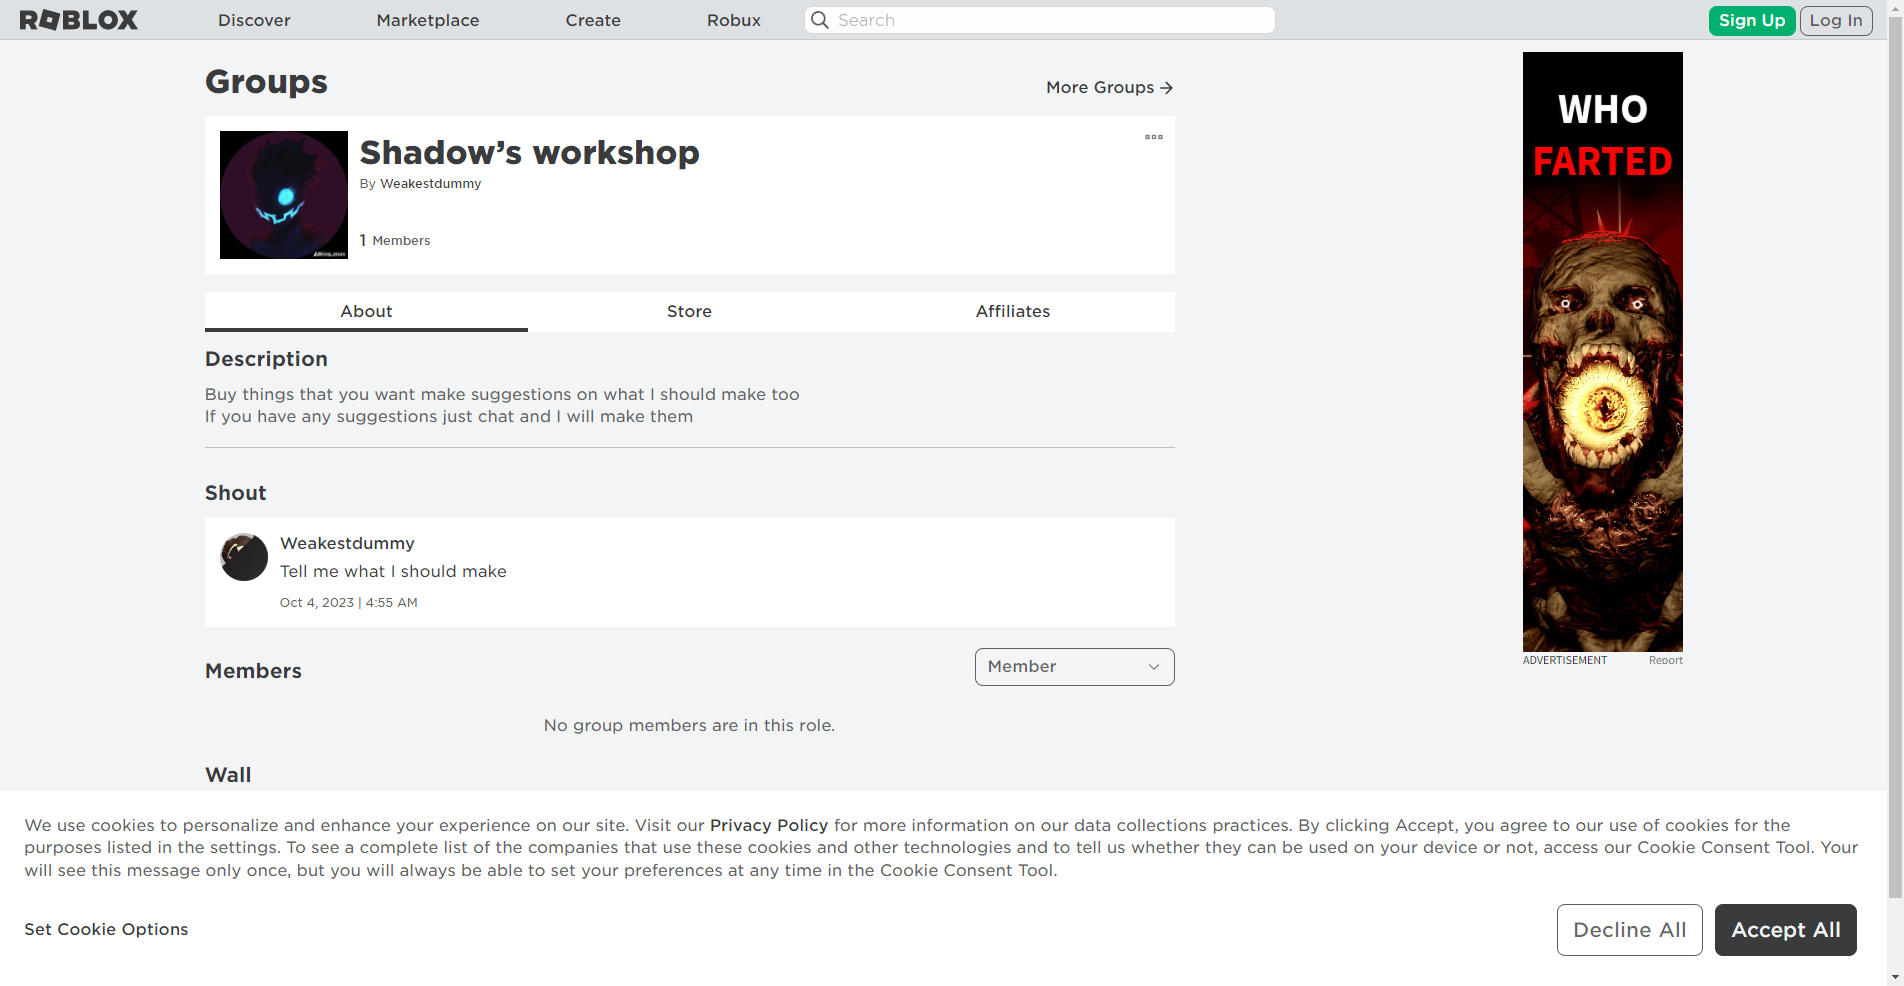 ROBLOX
Discover
Marketplace
Create
Robux
Search
Sign Up
Log In
Groups
More Groups
Shadow's workshop
By Weakestdummy
1 Members
About
Store
Affiliates
Description
Buy things that you want make suggestions on what I should make too
If you have any suggestions just chat and I will make them
Shout
Weakestdummy
Tell me what I should make
Oct 4, 2023 | 4:55 AM
Members
Member
No group members are in this role.
Wall
WHO
FARTED
ADVERTISEMENT
Report
We use cookies to personalize and enhance your experience on our site. Visit our Privacy Policy for more information on our data collections practices. By clicking Accept, you agree to our use of cookies for the
purposes listed in the settings. To see a complete list of the companies that use these cookies and other technologies and to tell us whether they can be used on your device or not, access our Cookie Consent Tool. Your
will see this message only once, but you will always be able to set your preferences at any time in the Cookie Consent Tool.
Set Cookie Options
Decline All
Accept All